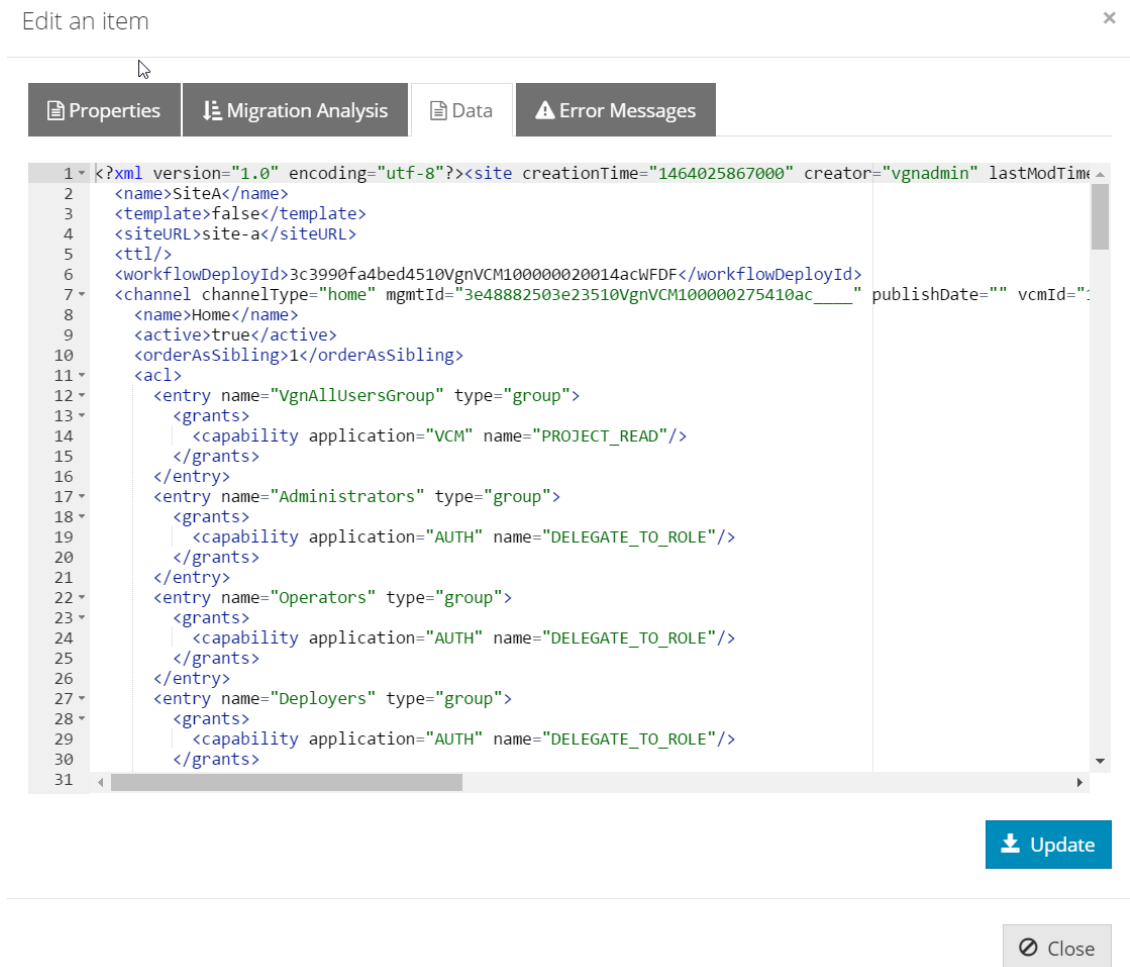 Edit an item ×
Properties Migration Analysis Data Error Messages
1 <?xml version="1.0" encoding="utf-8"?><site creationTime="1464025867000" creator="vgnadmin" lastModTime
2 <name>SiteA</name>
3 <template>false</template>
4 <siteURL>site-a</siteURL>
5 <ttl/>
6 <workflowDeployId>3c3990fa4bed4510VgnVCM100000020014acWFDF</workflowDeployId>
7 <channel channelType="home" mgmtId="3e48882503e23510VgnVCM100000275410ac____" publishDate="" vcmId="
8 <name>Home</name>
9 <active>true</active>
10 <orderAsSibling>1</orderAsSibling>
11 <acl>
12 <entry name="VgnAllUsersGroup" type="group">
13 <grants>
14 <capability application="VCM" name="PROJECT_READ"/>
15 </grants>
16 </entry>
17 <entry name="Administrators" type="group">
18 <grants>
19 <capability application="AUTH" name="DELEGATE_TO_ROLE"/>
20 </grants>
21 </entry>
22 <entry name="Operators" type="group">
23 <grants>
24 <capability application="AUTH" name="DELEGATE_TO_ROLE"/>
25 </grants>
26 </entry>
27 <entry name="Deployers" type="group">
28 <grants>
29 <capability application="AUTH" name="DELEGATE_TO_ROLE"/>
30 </grants>
31
Update
Close